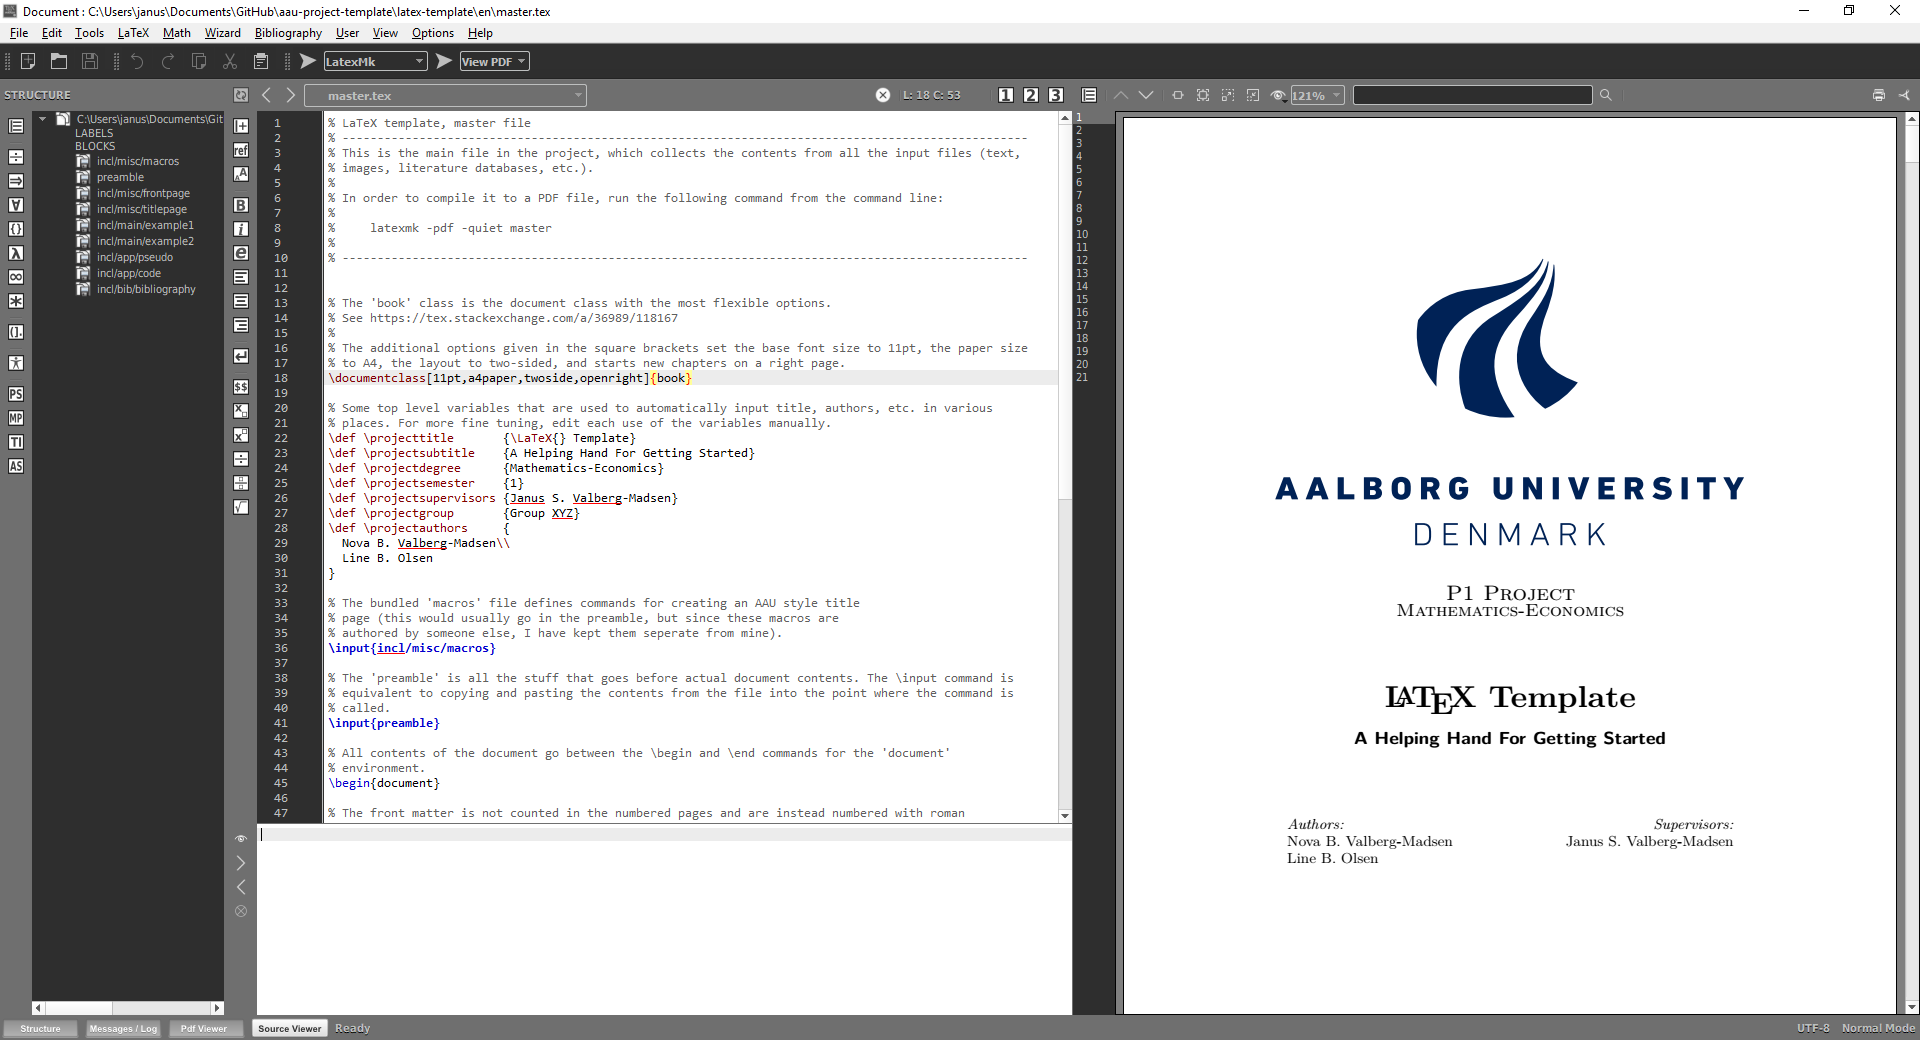 Document : C:\Users\janus\Documents\GitHub\aau-project-template\latex-template\en\master.tex
File Edit Tools LaTeX Math Wizard Bibliography User View Options Help
LatexMk View PDF
STRUCTURE
master.tex
L: 18 C: 53
1 2 3
121%
C:\Users\janus\Documents\Git
LABELS
BLOCKS
incl/misc/macros
preamble
incl/misc/frontpage
incl/misc/titlepage
incl/main/example1
incl/main/example2
incl/app/pseudo
incl/app/code
incl/bib/bibliography
PS
MP
TI
AS
ref
1 % LaTeX template, master file
2 % ----------------------------------------------------------------------------------------------------
3 % This is the main file in the project, which collects the contents from all the input files (text,
4 % images, literature databases, etc.).
5 %
6 % In order to compile it to a PDF file, run the following command from the command line:
7 %
8 %     latexmk -pdf -quiet master
9 %
10 % ----------------------------------------------------------------------------------------------------
11
12
13 % The 'book' class is the document class with the most flexible options.
14 % See https://tex.stackexchange.com/a/36989/118167
15 %
16 % The additional options given in the square brackets set the base font size to 11pt, the paper size
17 % to A4, the layout to two-sided, and starts new chapters on a right page.
18 \documentclass[11pt,a4paper,twoside,openright]{book}
19
20 % Some top level variables that are used to automatically input title, authors, etc. in various
21 % places. For more fine tuning, edit each use of the variables manually.
22 \def \projecttitle       {\LaTeX{} Template}
23 \def \projectsubtitle    {A Helping Hand For Getting Started}
24 \def \projectdegree      {Mathematics-Economics}
25 \def \projectsemester    {1}
26 \def \projectsupervisors {Janus S. Valberg-Madsen}
27 \def \projectgroup       {Group XYZ}
28 \def \projectauthors     {
29   Nova B. Valberg-Madsen\\
30   Line B. Olsen
31 }
32
33 % The bundled 'macros' file defines commands for creating an AAU style title
34 % page (this would usually go in the preamble, but since these macros are
35 % authored by someone else, I have kept them seperate from mine).
36 \input{incl/misc/macros}
37
38 % The 'preamble' is all the stuff that goes before actual document contents. The \input command is
39 % equivalent to copying and pasting the contents from the file into the point where the command is
40 % called.
41 \input{preamble}
42
43 % All contents of the document go between the \begin and \end commands for the 'document'
44 % environment.
45 \begin{document}
46
47 % The front matter is not counted in the numbered pages and are instead numbered with roman
1
2
3
4
5
6
7
8
9
10
11
12
13
14
15
16
17
18
19
20
21
AALBORG UNIVERSITY
DENMARK
P1 Project
Mathematics-Economics
LATEX Template
A Helping Hand For Getting Started
Authors:
Nova B. Valberg-Madsen
Line B. Olsen
Supervisors:
Janus S. Valberg-Madsen
Structure Messages / Log Pdf Viewer Source Viewer Ready
UTF-8 Normal Mode